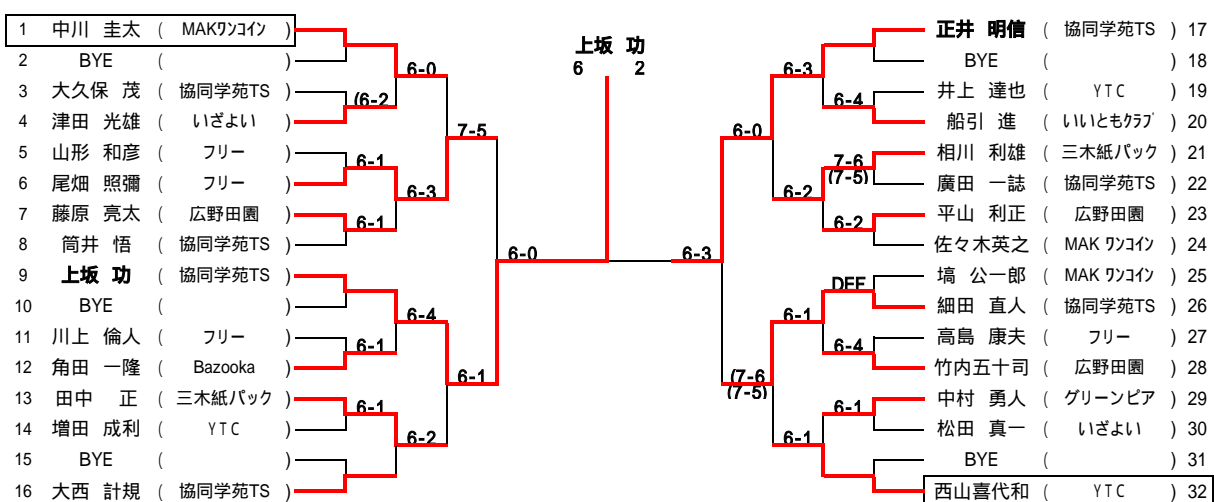 上坂 功
6 2
1 中川 圭太 ( MAKワンコイン )
2 BYE ( )
3 大久保 茂 ( 協同学苑TS )
4 津田 光雄 ( いざよい )
5 山形 和彦 ( フリー )
6 尾畑 照彌 ( フリー )
7 藤原 亮太 ( 広野田園 )
8 筒井 悟 ( 協同学苑TS )
9 上坂 功 ( 協同学苑TS )
10 BYE ( )
11 川上 倫人 ( フリー )
12 角田 一隆 ( Bazooka )
13 田中 正 ( 三木紙パック )
14 増田 成利 ( YTC )
15 BYE ( )
16 大西 計規 ( 協同学苑TS )
(6-2
6-1
6-1
6-1
6-1
6-0
6-3
6-4
6-2
7-5
6-1
6-0
6-3
6-0
(7-6
(7-5)
6-3
6-2
6-1
6-1
6-4
7-6
(7-5)
6-2
DEF
6-4
6-1
正井 明信 ( 協同学苑TS ) 17
BYE ( ) 18
井上 達也 ( YTC ) 19
船引 進 ( いいともクラブ ) 20
相川 利雄 ( 三木紙パック ) 21
廣田 一誌 ( 協同学苑TS ) 22
平山 利正 ( 広野田園 ) 23
佐々木英之 ( MAK ワンコイン ) 24
塙 公一郎 ( MAK ワンコイン ) 25
細田 直人 ( 協同学苑TS ) 26
高島 康夫 ( フリー ) 27
竹内五十司 ( 広野田園 ) 28
中村 勇人 ( グリーンピア ) 29
松田 真一 ( いざよい ) 30
BYE ( ) 31
西山喜代和 ( YTC ) 32